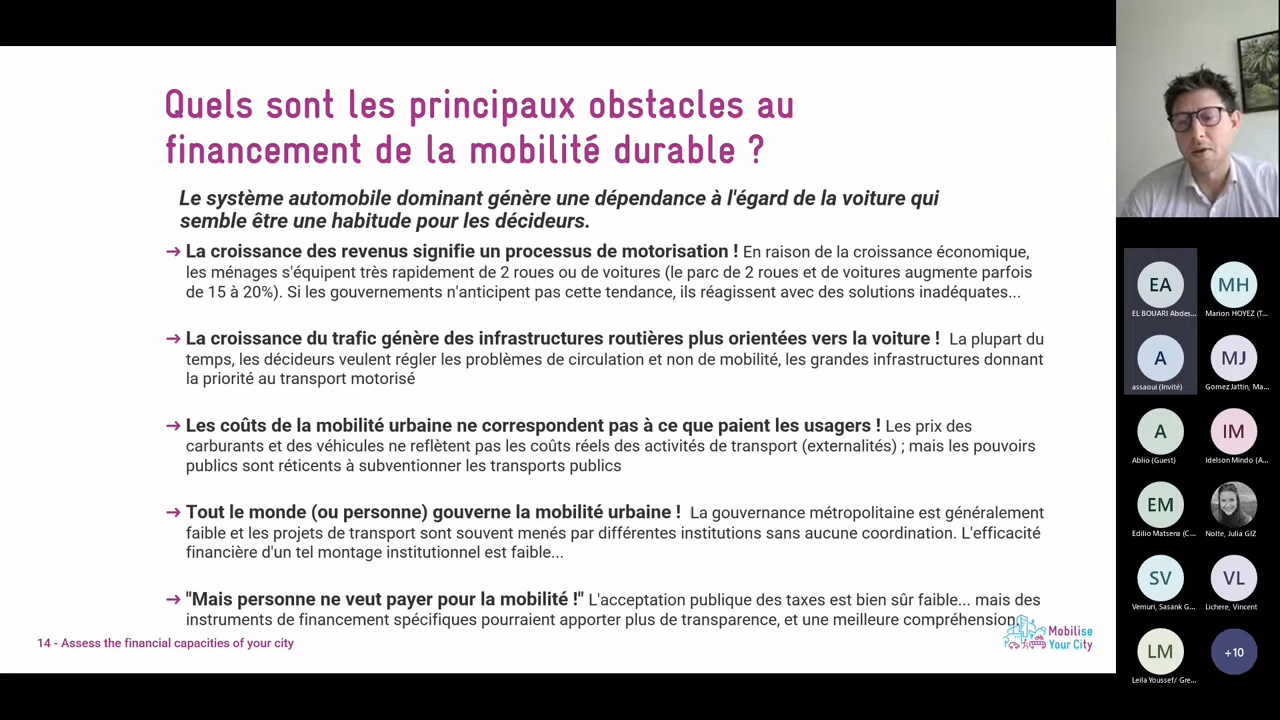 Quels sont les principaux obstacles au
financement de la mobilité durable ?
Le système automobile dominant génère une dépendance à l'égard de la voiture qui
semble être une habitude pour les décideurs.
→ La croissance des revenus signifie un processus de motorisation ! En raison de la croissance économique,
les ménages s'équipent très rapidement de 2 roues ou de voitures (le parc de 2 roues et de voitures augmente parfois
de 15 à 20%). Si les gouvernements n'anticipent pas cette tendance, ils réagissent avec des solutions inadéquates...
→ La croissance du trafic génère des infrastructures routières plus orientées vers la voiture ! La plupart du
temps, les décideurs veulent régler les problèmes de circulation et non de mobilité, les grandes infrastructures donnant
la priorité au transport motorisé
→ Les coûts de la mobilité urbaine ne correspondent pas à ce que paient les usagers ! Les prix des
carburants et des véhicules ne reflètent pas les coûts réels des activités de transport (externalités) ; mais les pouvoirs
publics sont réticents à subventionner les transports publics
→ Tout le monde (ou personne) gouverne la mobilité urbaine ! La gouvernance métropolitaine est généralement
faible et les projets de transport sont souvent menés par différentes institutions sans aucune coordination. L'efficacité
financière d'un tel montage institutionnel est faible...
→ "Mais personne ne veut payer pour la mobilité !" L'acceptation publique des taxes est bien sûr faible... mais des
instruments de financement spécifiques pourraient apporter plus de transparence, et une meilleure compréhension.
14 - Assess the financial capacities of your city
Mobilise
Your City
EA
EL BOUARI Abdes...
MH
Marion HOYEZ (T...
A
assaoui (Invité)
MJ
Gomez Jattin, Ma...
A
Ablio (Guest)
IM
Idelson Mindo (A...
EM
Edilio Matsena (C...
Nolte, Julia GIZ
SV
Vemuri, Sasank G...
VL
Lichere, Vincent
LM
Leila Youssef/ Gre...
+10